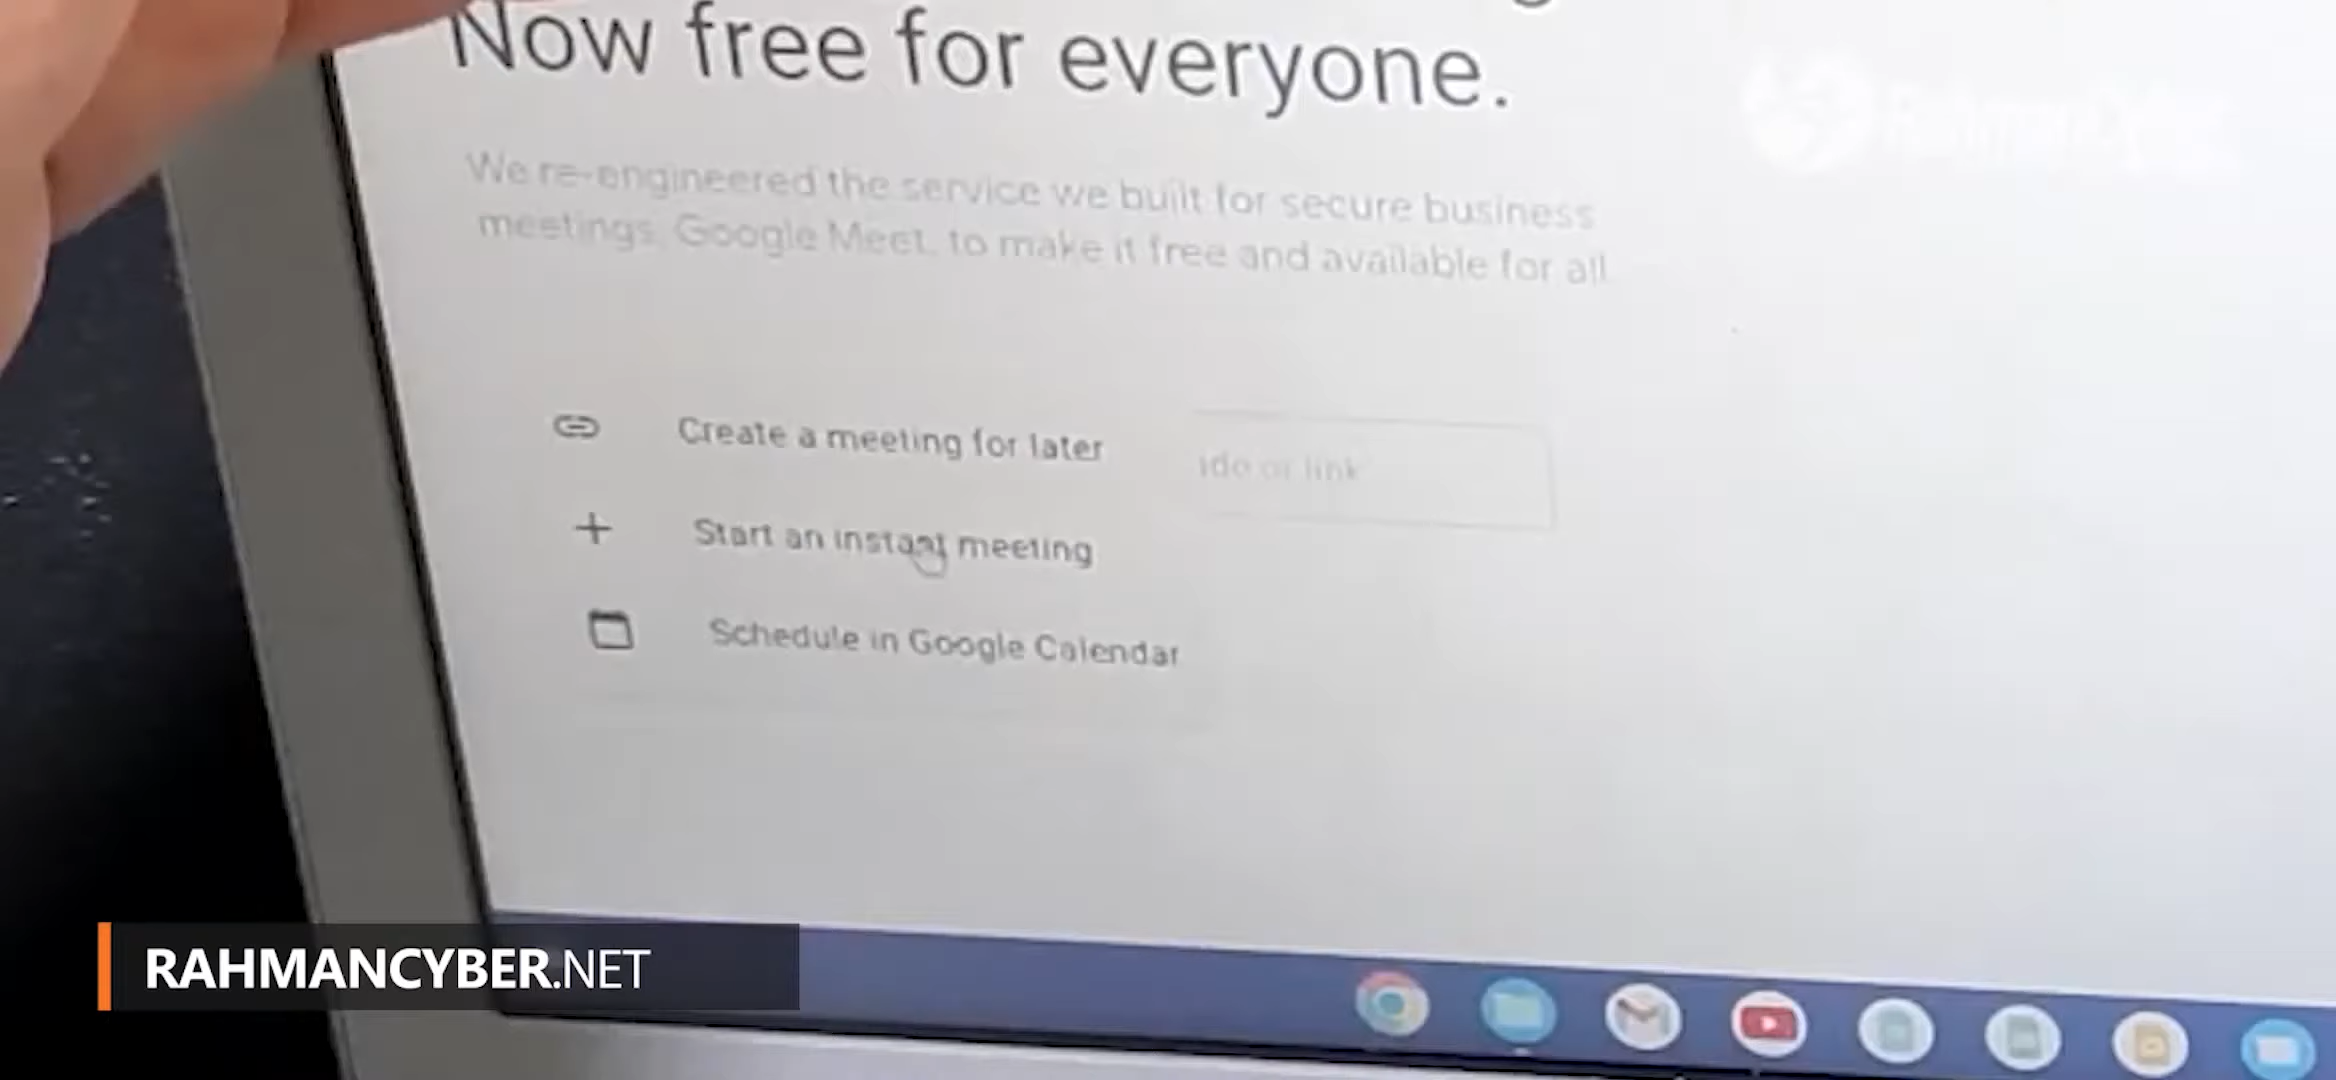 Now free for everyone.
We re-engineered the service we built for secure business
meetings, Google Meet, to make it free and available for all.
Create a meeting for later
or link
Start an instant meeting
Schedule in Google Calendar
RAHMANCYBER.NET